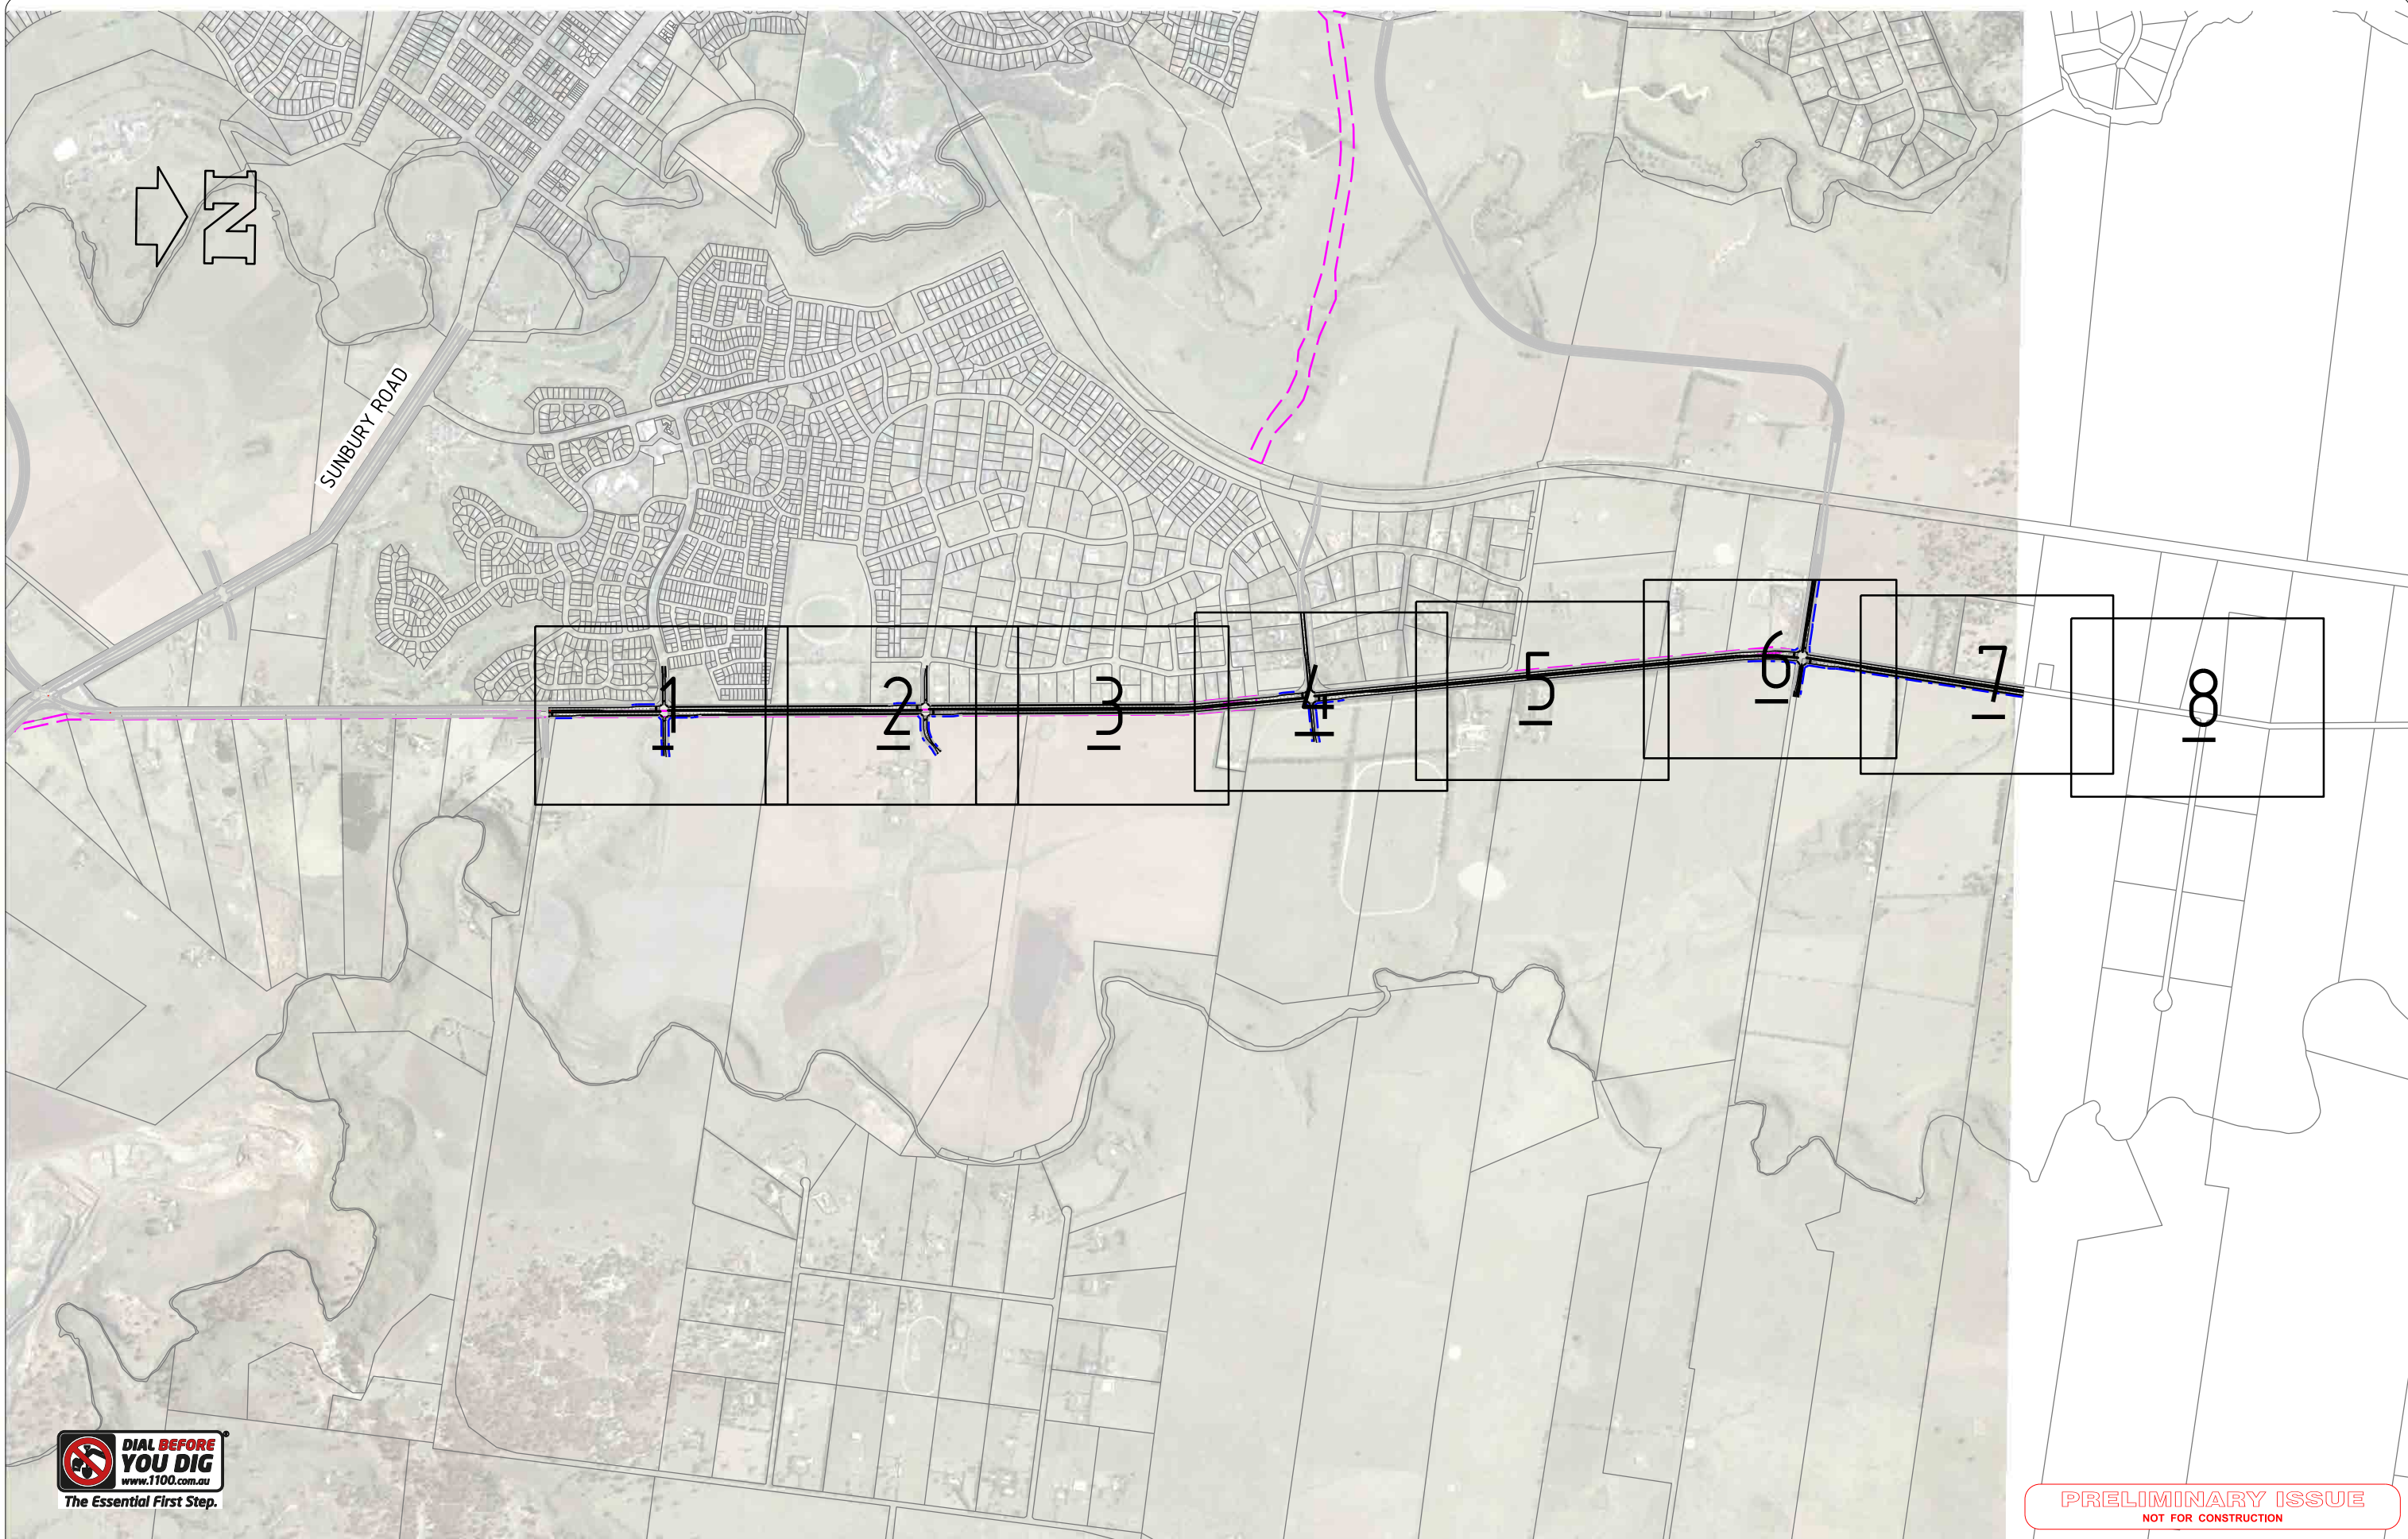 N
SUNBURY ROAD
1
2
3
4
5
6
7
8
DIAL BEFORE
YOU DIG
www.1100.com.au
The Essential First Step.
PRELIMINARY ISSUE
NOT FOR CONSTRUCTION